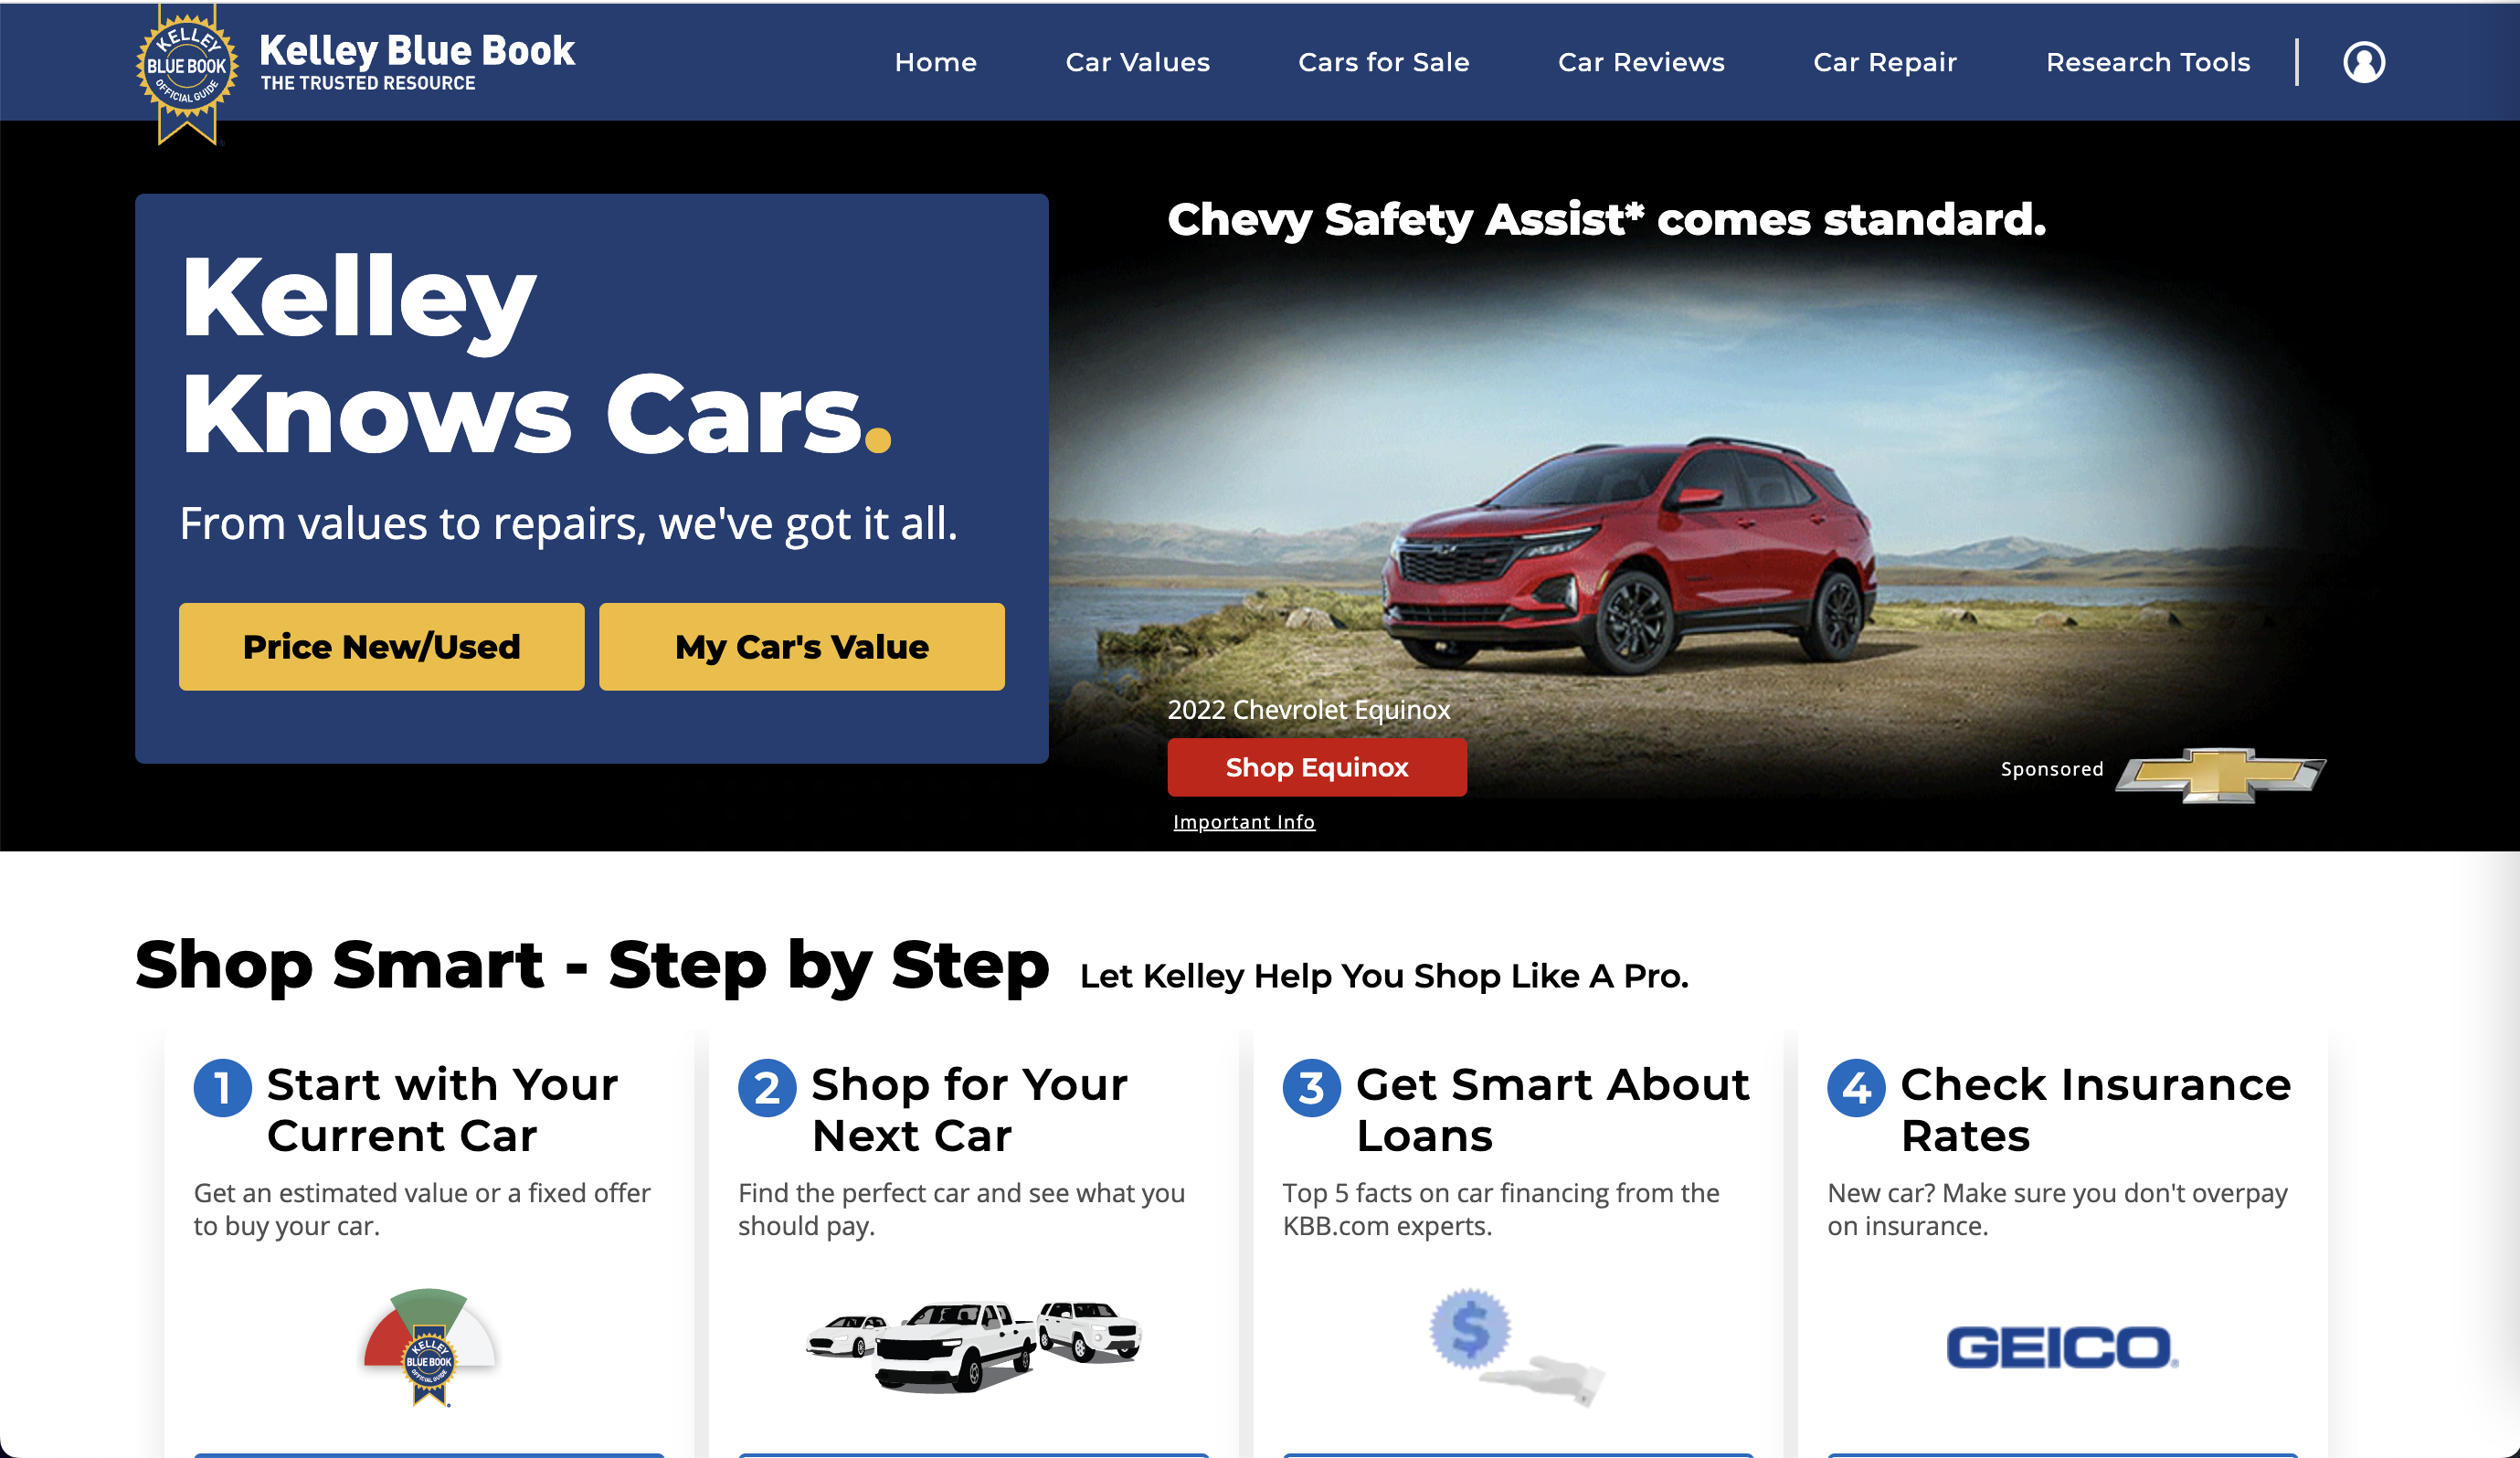 KELLEY
BLUE BOOK
OFFICIAL GUIDE
Kelley Blue Book
THE TRUSTED RESOURCE
Home
Car Values
Cars for Sale
Car Reviews
Car Repair
Research Tools
Kelley
Knows Cars.
From values to repairs, we've got it all.
Price New/Used
My Car's Value
Chevy Safety Assist* comes standard.
2022 Chevrolet Equinox
Shop Equinox
Important Info
Sponsored
Shop Smart - Step by Step
Let Kelley Help You Shop Like A Pro.
1
Start with Your
Current Car
Get an estimated value or a fixed offer
to buy your car.
KELLEY
BLUE BOOK
OFFICIAL GUIDE
2
Shop for Your
Next Car
Find the perfect car and see what you
should pay.
3
Get Smart About
Loans
Top 5 facts on car financing from the
KBB.com experts.
$
4
Check Insurance
Rates
New car? Make sure you don't overpay
on insurance.
GEICO